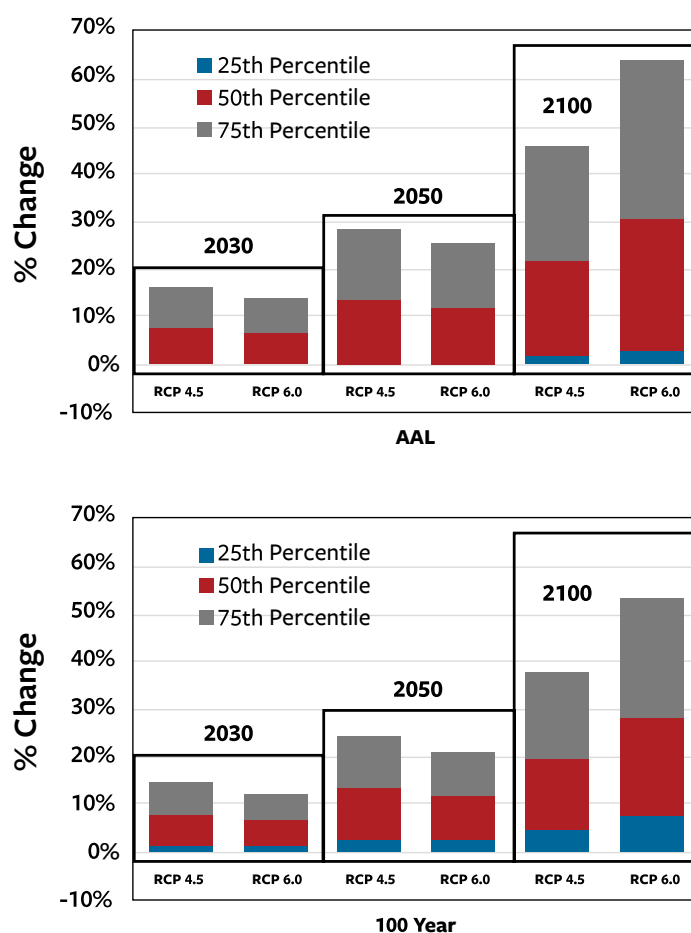 70%
60%
50%
40%
30%
20%
10%
0%
-10%
% Change
25th Percentile
50th Percentile
75th Percentile
2030
2050
2100
RCP 4.5 RCP 6.0 RCP 4.5 RCP 6.0 RCP 4.5 RCP 6.0
AAL
70%
60%
50%
40%
30%
20%
10%
0%
-10%
% Change
25th Percentile
50th Percentile
75th Percentile
2030
2050
2100
RCP 4.5 RCP 6.0 RCP 4.5 RCP 6.0 RCP 4.5 RCP 6.0
100 Year